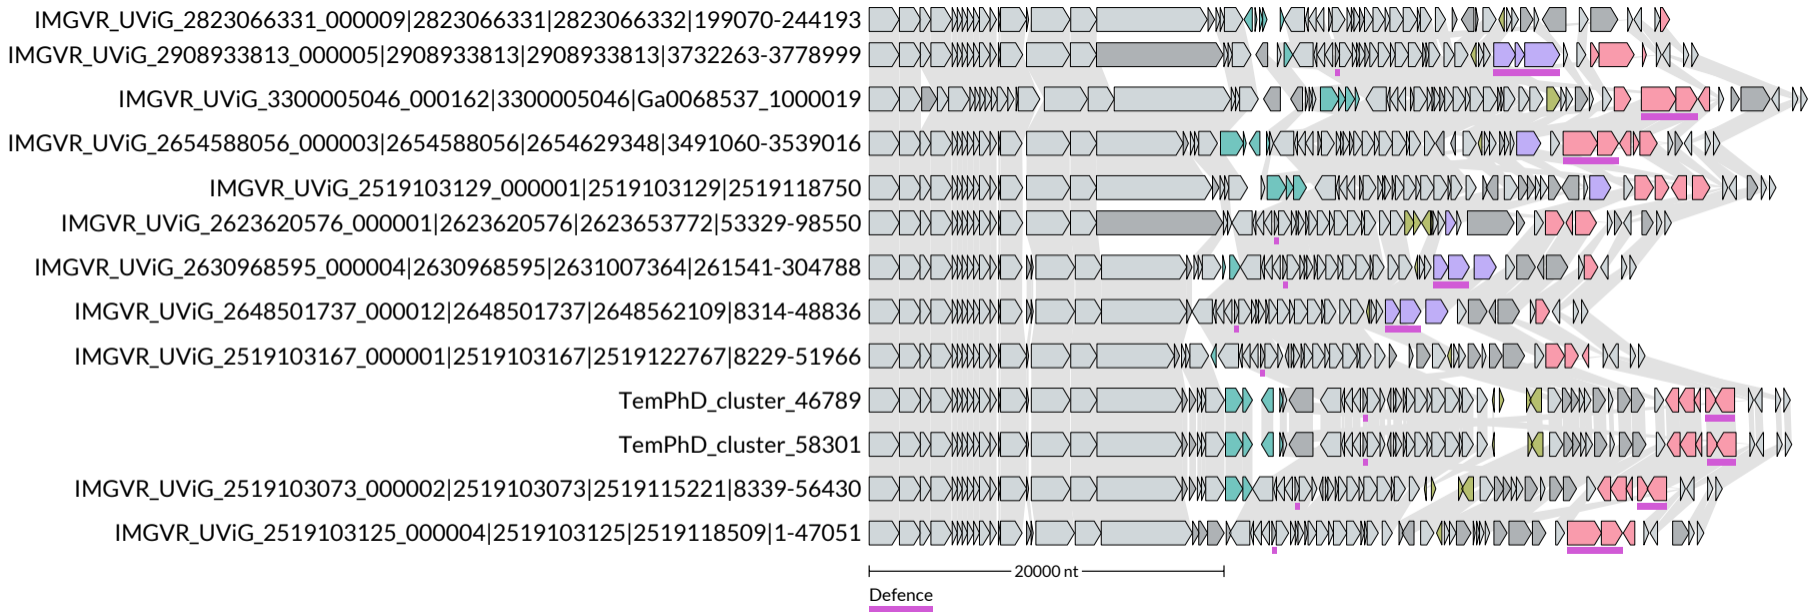 IMGVR_UViG_2823066331_000009|2823066331|2823066332|199070-244193
IMGVR_UViG_2908933813_000005|2908933813|2908933813|3732263-3778999
IMGVR_UViG_3300005046_000162|3300005046|Ga0068537_1000019
IMGVR_UViG_2654588056_000003|2654588056|2654629348|3491060-3539016
IMGVR_UViG_2519103129_000001|2519103129|2519118750
IMGVR_UViG_2623620576_000001|2623620576|2623653772|53329-98550
IMGVR_UViG_2630968595_000004|2630968595|2631007364|261541-304788
IMGVR_UViG_2648501737_000012|2648501737|2648562109|8314-48836
IMGVR_UViG_2519103167_000001|2519103167|2519122767|8229-51966
TemPhD_cluster_46789
TemPhD_cluster_58301
IMGVR_UViG_2519103073_000002|2519103073|2519115221|8339-56430
IMGVR_UViG_2519103125_000004|2519103125|2519118509|1-47051
20000 nt
Defence